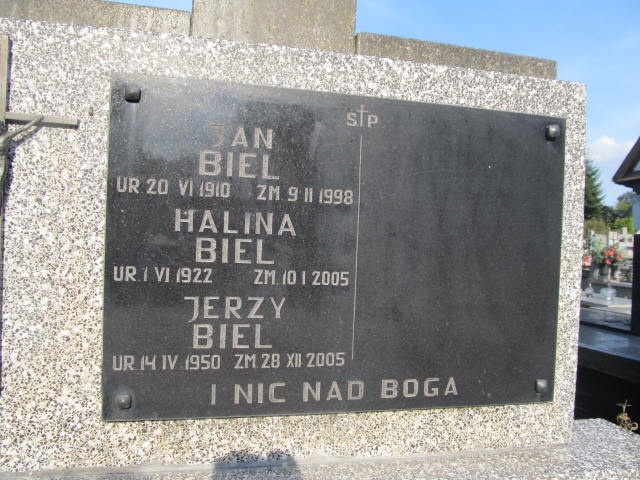 S✝P
JAN
BIEL
UR 20 VI 1910 ZM 9 II 1998
HALINA
BIEL
UR 1 VI 1922 ZM 10 I 2005
JERZY
BIEL
UR 14 IV 1950 ZM 28 XII 2005
I NIC NAD BOGA